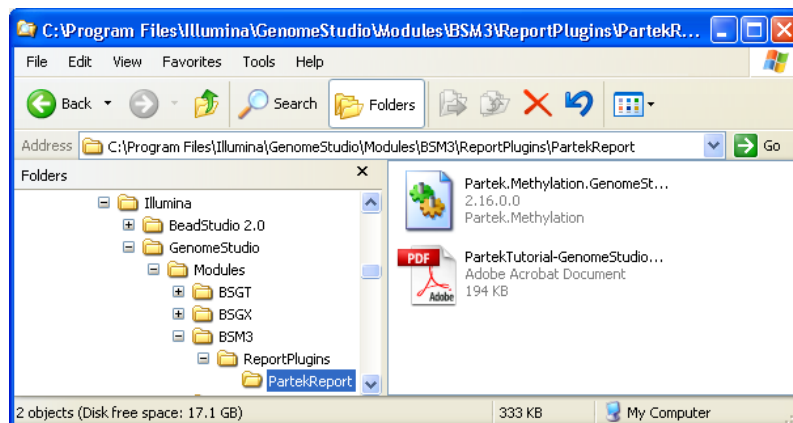 C:\Program Files\Illumina\GenomeStudio\Modules\BSM3\ReportPlugins\PartekR...
File Edit View Favorites Tools Help
Back Search Folders
Address C:\Program Files\Illumina\GenomeStudio\Modules\BSM3\ReportPlugins\PartekReport Go
Folders x
Illumina
BeadStudio 2.0
GenomeStudio
Modules
BSGT
BSGX
BSM3
ReportPlugins
PartekReport
Partek.Methylation.GenomeSt...
2.16.0.0
Partek.Methylation
PDF
Adobe
PartekTutorial-GenomeStudio...
Adobe Acrobat Document
194 KB
2 objects (Disk free space: 17.1 GB) 333 KB My Computer